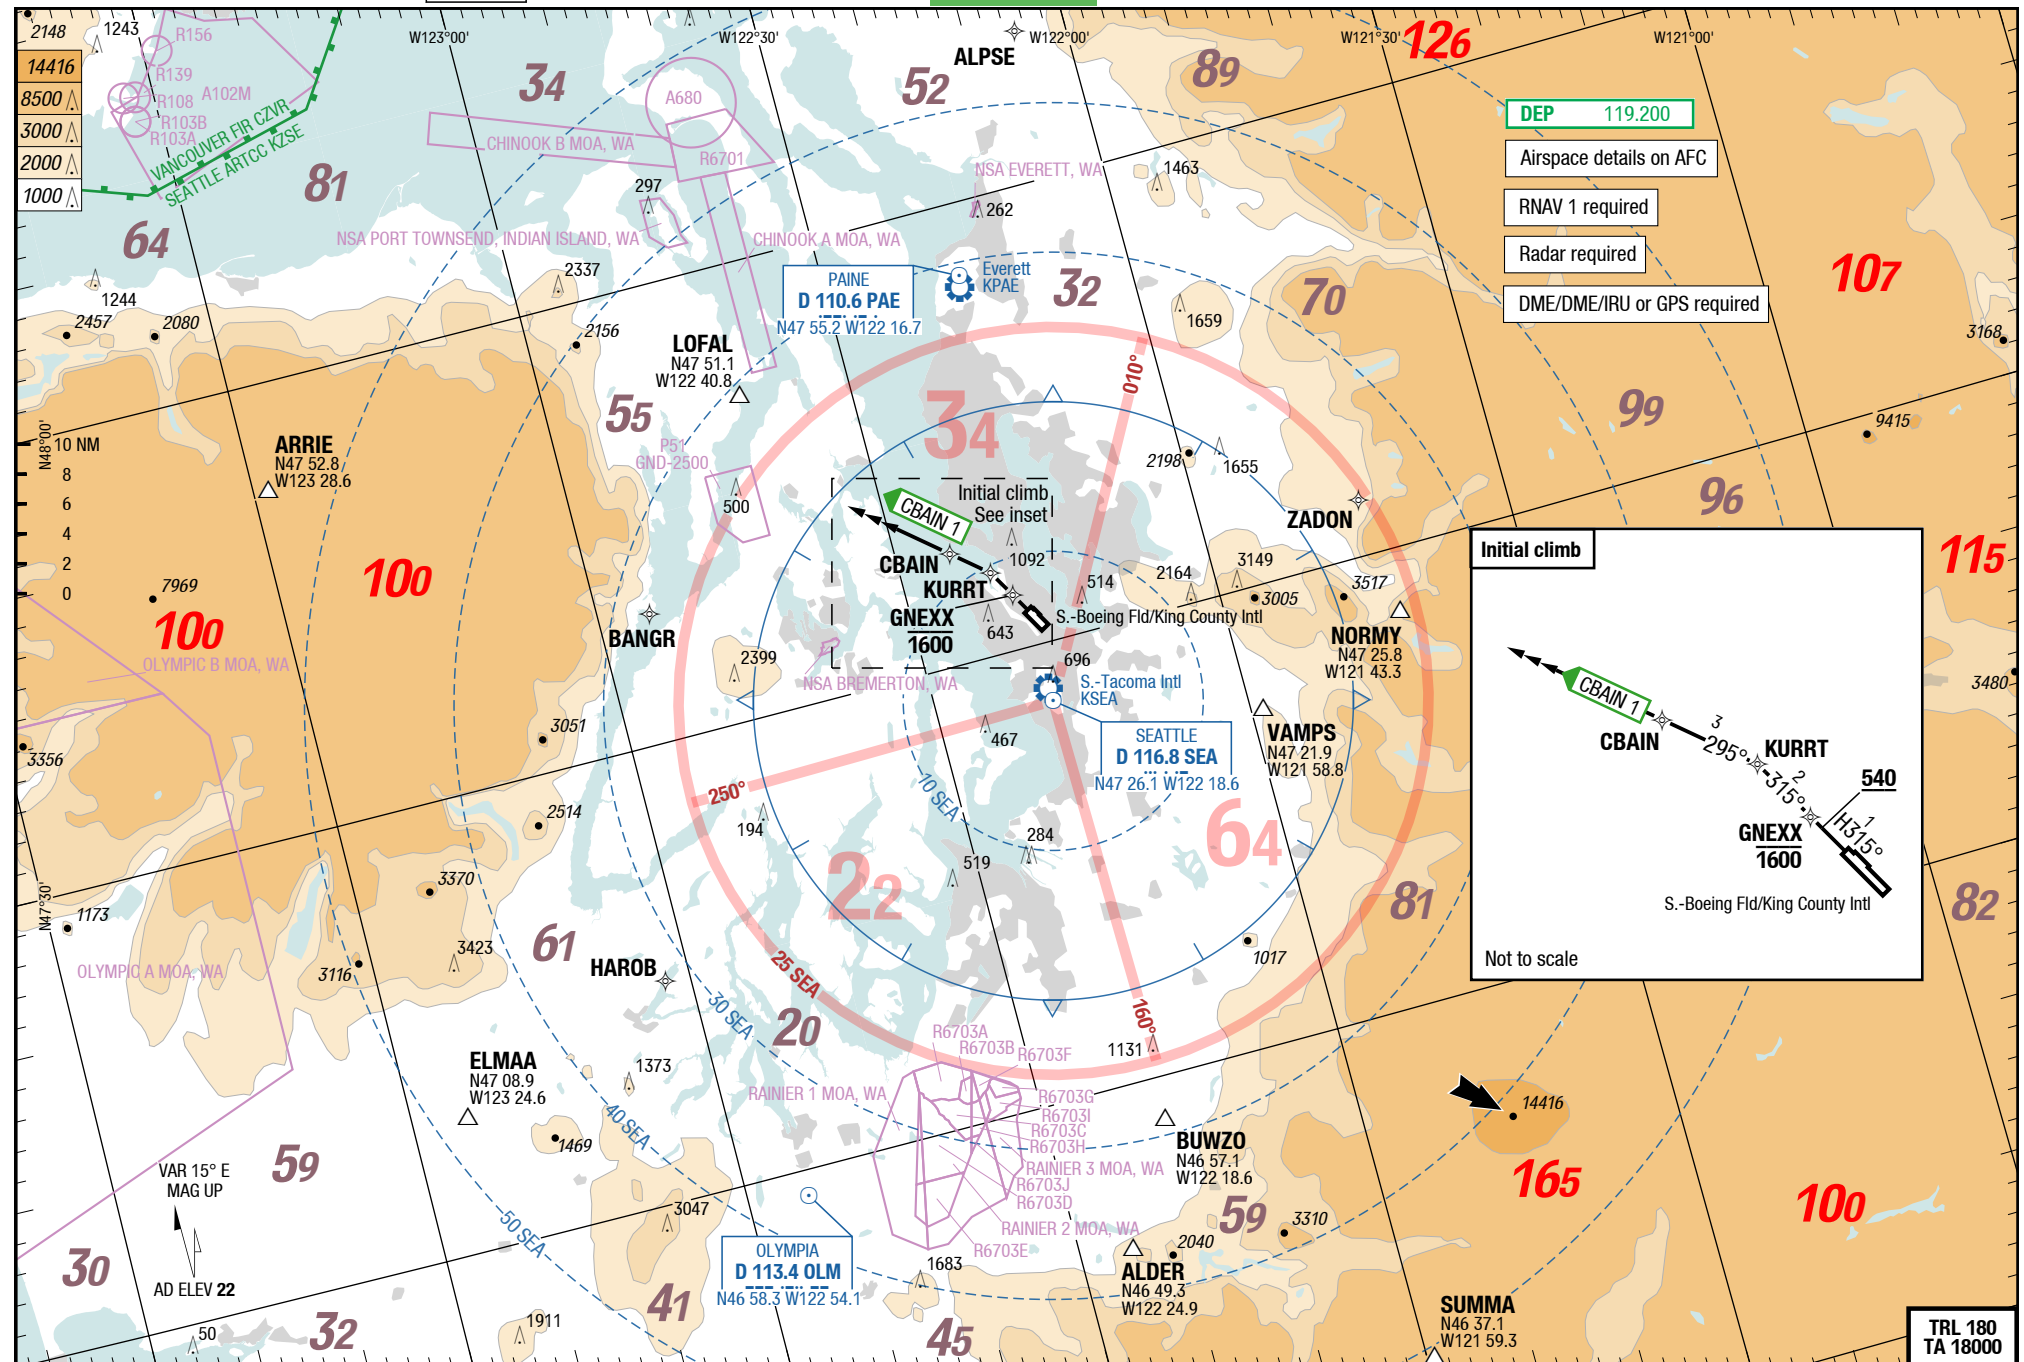 2148
1243
14416
8500
3000
2000
1000
R156
R139
R108
A102M
R103B
R103A
VANCOUVER FIR CZVR
SEATTLE ARTCC KZSE
W123°00'
W122°30'
W122°00'
W121°30'
W121°00'
ALPSE
34
52
89
126
81
64
A680
CHINOOK B MOA, WA
R6701
297
NSA PORT TOWNSEND, INDIAN ISLAND, WA
CHINOOK A MOA, WA
NSA EVERETT, WA
262
1463
DEP 119.200
Airspace details on AFC
RNAV 1 required
Radar required
DME/DME/IRU or GPS required
107
3168
1244
2337
2457
2080
2156
PAINE
D 110.6 PAE
N47 55.2 W122 16.7
Everett
KPAE
32
70
1659
LOFAL
N47 51.1
W122 40.8
55
P51
GND-2500
500
34
010°
99
9415
96
N48°00'
10 NM
8
6
4
2
0
ARRIE
N47 52.8
W123 28.6
2198
1655
ZADON
Initial climb
See inset
CBAIN 1
CBAIN
1092
KURRT
GNEXX
1600
643
514
S.-Boeing Fld/King County Intl
2164
3149
3005
3517
NORMY
N47 25.8
W121 43.3
7969
100
100
OLYMPIC B MOA, WA
BANGR
2399
NSA BREMERTON, WA
696
S.-Tacoma Intl
KSEA
SEATTLE
D 116.8 SEA
N47 26.1 W122 18.6
VAMPS
N47 21.9
W121 58.8
467
10 SEA
Initial climb
CBAIN 1
CBAIN
3
295°
KURRT
2
315°
540
1
H315°
GNEXX
1600
S.-Boeing Fld/King County Intl
Not to scale
115
3480
82
3356
3051
2514
250°
194
22
64
284
519
81
1017
N47°30'
3370
1173
3423
3116
OLYMPIC A MOA, WA
61
HAROB
25 SEA
30 SEA
20
160°
1131
ELMAA
N47 08.9
W123 24.6
1373
1469
40 SEA
50 SEA
R6703A
R6703B
R6703F
RAINIER 1 MOA, WA
R6703G
R6703I
R6703C
R6703H
RAINIER 3 MOA, WA
R6703J
R6703D
RAINIER 2 MOA, WA
R6703E
BUWZO
N46 57.1
W122 18.6
14416
165
100
59
VAR 15° E
MAG UP
AD ELEV 22
30
50
32
1911
3047
41
OLYMPIA
D 113.4 OLM
N46 58.3 W122 54.1
1683
45
ALDER
N46 49.3
W122 24.9
2040
59
3310
SUMMA
N46 37.1
W121 59.3
TRL 180
TA 18000